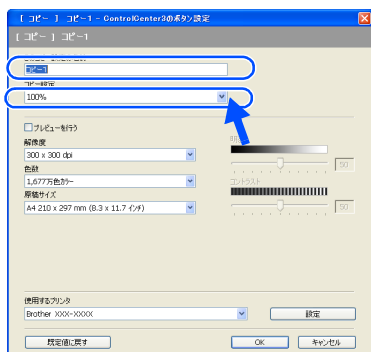 [ コピー ] コピー1 - ControlCenter3のボタン設定
[ コピー ] コピー1
コピー1
コピー設定
100%
プレビューを行う
解像度
300 x 300 dpi
50
色数
1,677万色カラー
コントラスト
50
原稿サイズ
A4 210 x 297 mm (8.3 x 11.7 インチ)
使用するプリンタ
Brother XXX-XXXX
設定
既定値に戻す
OK
キャンセル